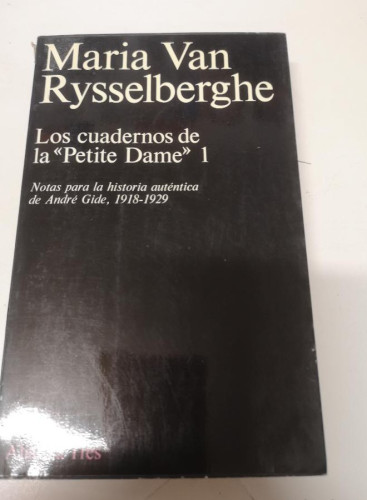 Maria Van
Rysselberghe
Los cuadernos de
la «Petite Dame» 1
Notas para la historia auténtica
de André Gide, 1918-1929
Tres